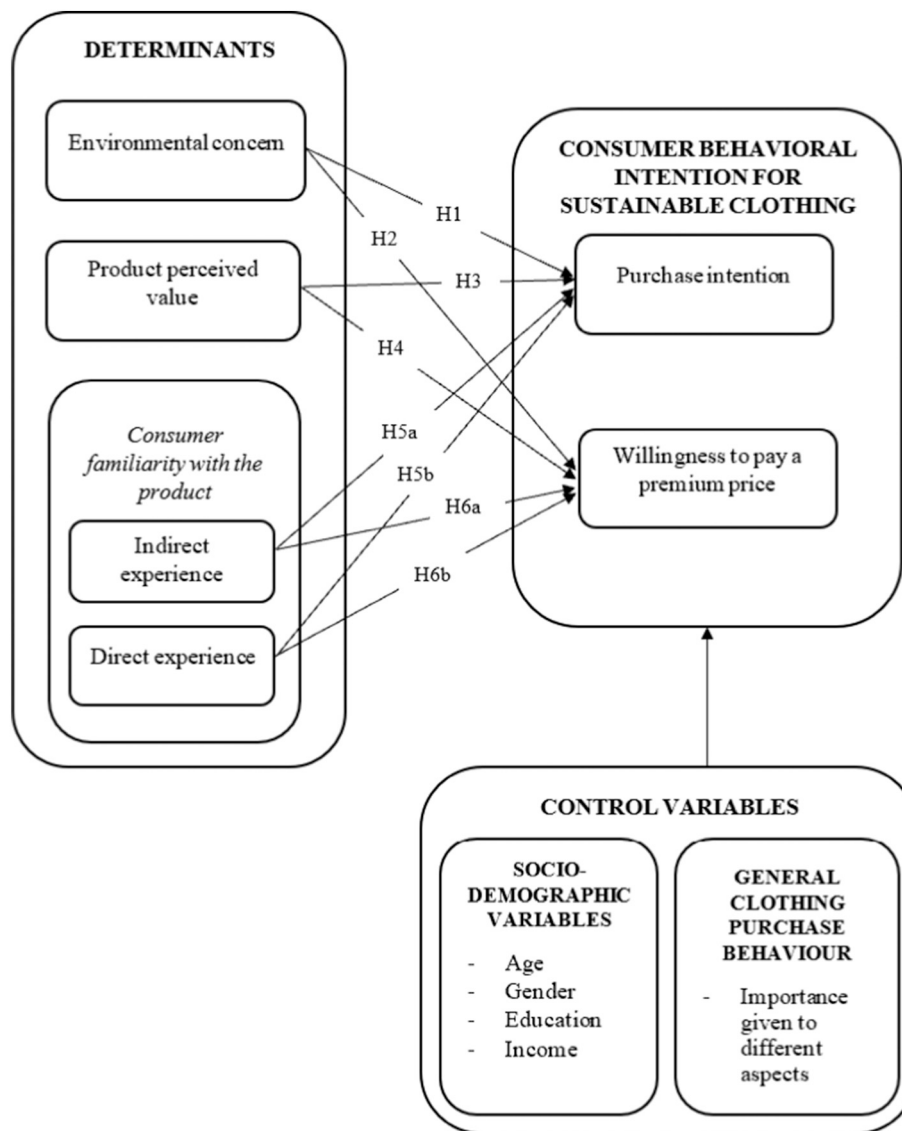 DETERMINANTS
Environmental concern
Product perceived
value
Consumer
familiarity with the
product
Indirect
experience
Direct experience
H1
H2
H3
H4
H5a
H5b
H6a
H6b
CONSUMER BEHAVIORAL
INTENTION FOR
SUSTAINABLE CLOTHING
Purchase intention
Willingness to pay a
premium price
CONTROL VARIABLES
SOCIO-
DEMOGRAPHIC
VARIABLES
- Age
- Gender
- Education
- Income
GENERAL
CLOTHING
PURCHASE
BEHAVIOUR
- Importance
given to
different
aspects